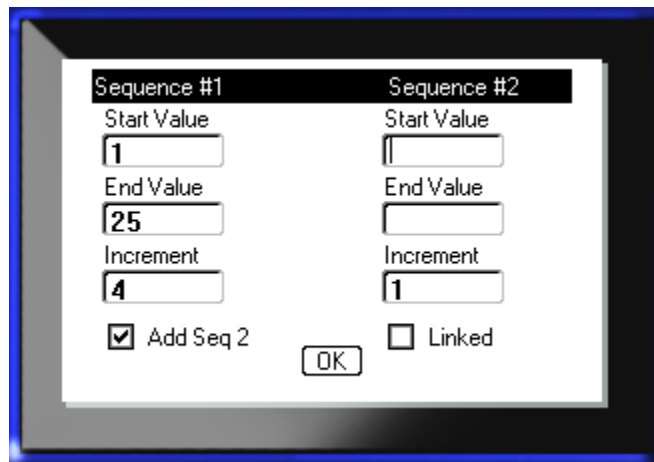 Sequence #1 Sequence #2
Start Value Start Value
1
End Value End Value
25
Increment Increment
4 1
Add Seq 2 Linked
OK